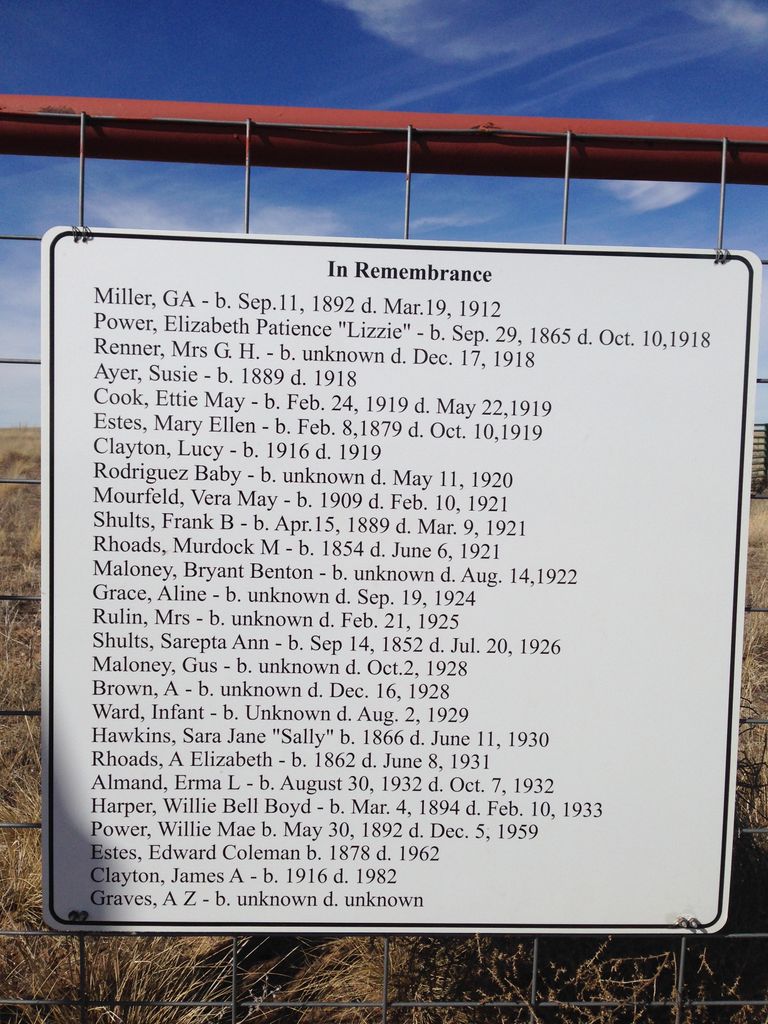 In Remembrance
Miller, GA - b. Sep.11, 1892 d. Mar.19, 1912
Power, Elizabeth Patience "Lizzie" - b. Sep. 29, 1865 d. Oct. 10,1918
Renner, Mrs G. H. - b. unknown d. Dec. 17, 1918
Ayer, Susie - b. 1889 d. 1918
Cook, Ettie May - b. Feb. 24, 1919 d. May 22,1919
Estes, Mary Ellen - b. Feb. 8,1879 d. Oct. 10,1919
Clayton, Lucy - b. 1916 d. 1919
Rodriguez Baby - b. unknown d. May 11, 1920
Mourfeld, Vera May - b. 1909 d. Feb. 10, 1921
Shults, Frank B - b. Apr.15, 1889 d. Mar. 9, 1921
Rhoads, Murdock M - b. 1854 d. June 6, 1921
Maloney, Bryant Benton - b. unknown d. Aug. 14,1922
Grace, Aline - b. unknown d. Sep. 19, 1924
Rulin, Mrs - b. unknown d. Feb. 21, 1925
Shults, Sarepta Ann - b. Sep 14, 1852 d. Jul. 20, 1926
Maloney, Gus - b. unknown d. Oct.2, 1928
Brown, A - b. unknown d. Dec. 16, 1928
Ward, Infant - b. Unknown d. Aug. 2, 1929
Hawkins, Sara Jane "Sally" b. 1866 d. June 11, 1930
Rhoads, A Elizabeth - b. 1862 d. June 8, 1931
Almand, Erma L - b. August 30, 1932 d. Oct. 7, 1932
Harper, Willie Bell Boyd - b. Mar. 4, 1894 d. Feb. 10, 1933
Power, Willie Mae b. May 30, 1892 d. Dec. 5, 1959
Estes, Edward Coleman b. 1878 d. 1962
Clayton, James A - b. 1916 d. 1982
Graves, A Z - b. unknown d. unknown